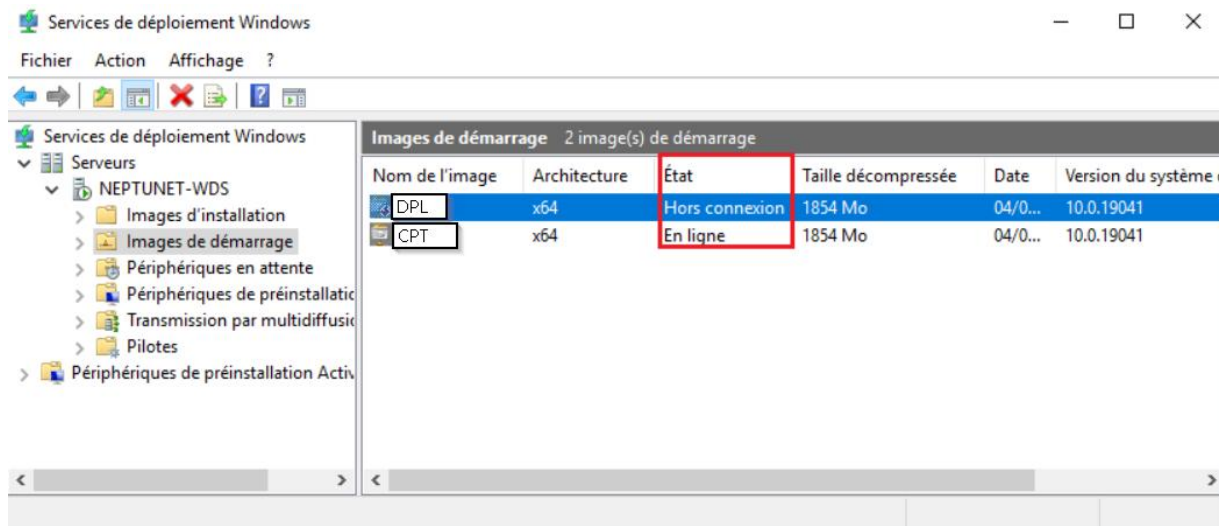 Services de déploiement Windows
Fichier Action Affichage ?
Services de déploiement Windows
Serveurs
NEPTUNET-WDS
Images d'installation
Images de démarrage
Périphériques en attente
Périphériques de préinstallatic
Transmission par multidiffusic
Pilotes
Périphériques de préinstallation Activ
Images de démarrage 2 image(s) de démarrage
Nom de l'image Architecture État Taille décompressée Date Version du système
DPL x64 Hors connexion 1854 Mo 04/0... 10.0.19041
CPT x64 En ligne 1854 Mo 04/0... 10.0.19041